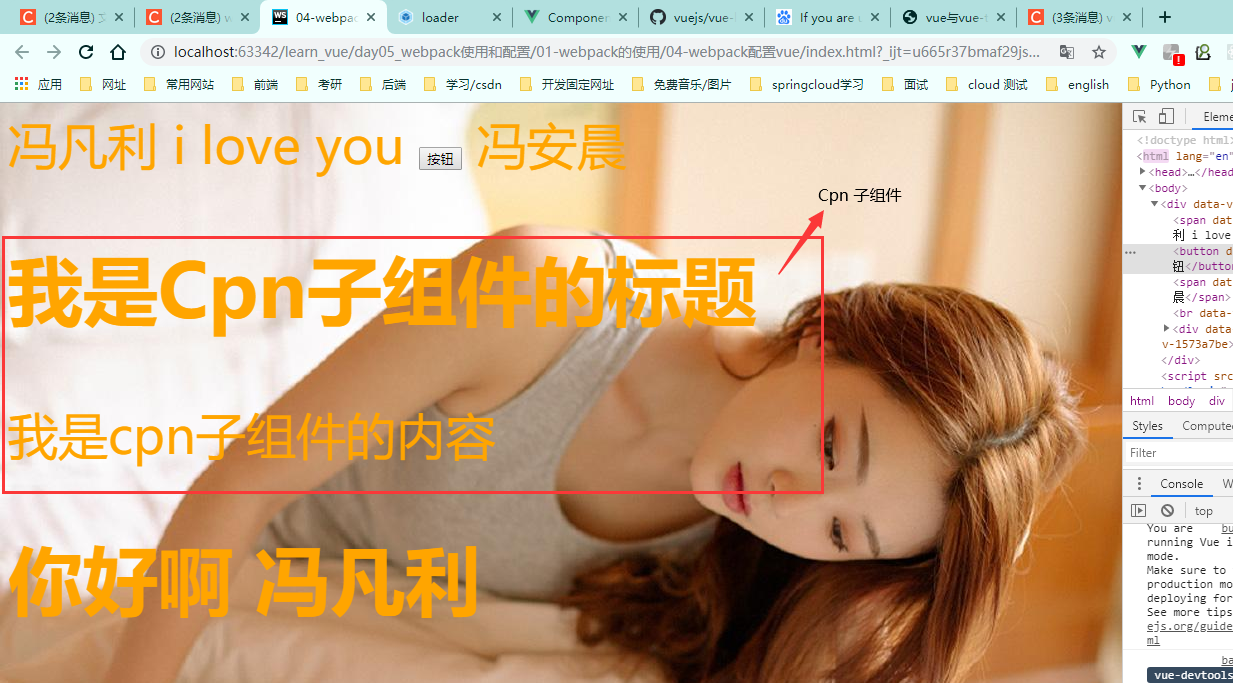 (2条消息)
(2条消息) w
04-webpac
loader
Componen
vuejs/vue-
If you are u
vue与vue-t
(3条消息) v
localhost:63342/learn_vue/day05_webpack使用和配置/01-webpack的使用/04-webpack配置vue/index.html?_ijt=u665r37bmaf29js...
应用 网址 常用网站 前端 考研 后端 学习/csdn 开发固定网址 免费音乐/图片 springcloud学习 面试 cloud 测试 english Python
冯凡利 i love you 按钮 冯安晨
Cpn 子组件
我是Cpn子组件的标题
我是cpn子组件的内容
你好啊 冯凡利
Eleme
<!doctype html>
<html lang="en"
<head>…</head
<body>
<div data-v
<span dat
利 i love
<button d
钮</button
<span dat
晨</span>
<br data-
<div data
v-1573a7be>
</div>
<script src
html body div
Styles Compute
Filter
Console W
top
You are bu
running Vue i
mode.
Make sure to
production mo
deploying for
See more tips
ejs.org/guide
ml
ba
vue-devtools